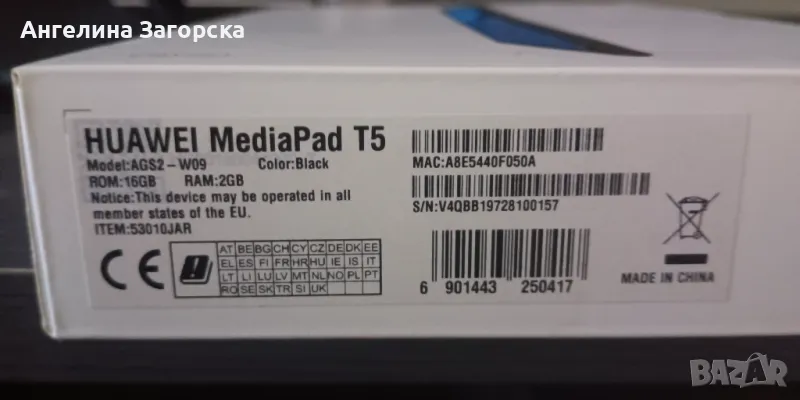 Ангелина Загорска
HUAWEI MediaPad T5
Model:AGS2-W09 Color:Black
ROM:16GB RAM:2GB
Notice:This device may be operated in all
member states of the EU.
ITEM:53010JAR
CE
AT BE BG CH CY CZ DE DK EE
EL ES FI FR HR HU IE IS IT
LT LI LU LV MT NL NO PL PT
RO SE SK TR SI UK
MAC:A8E5440F050A
S/N:V4QBB19728100157
6 901443 250417
MADE IN CHINA
BAZAR